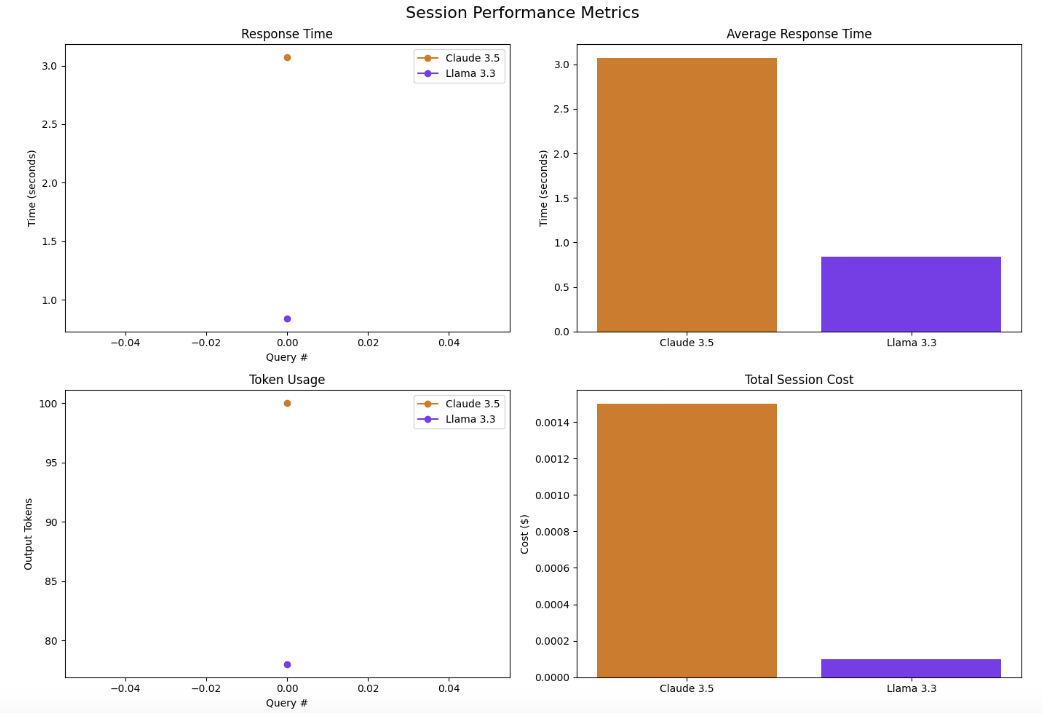 Session Performance Metrics
Response Time
3.0
2.5
2.0
1.5
1.0
Time (seconds)
−0.04 −0.02 0.00 0.02 0.04
Query #
Claude 3.5
Llama 3.3
Average Response Time
3.0
2.5
2.0
1.5
1.0
0.5
0.0
Time (seconds)
Claude 3.5 Llama 3.3
Token Usage
100
95
90
85
80
Output Tokens
−0.04 −0.02 0.00 0.02 0.04
Query #
Claude 3.5
Llama 3.3
Total Session Cost
0.0014
0.0012
0.0010
0.0008
0.0006
0.0004
0.0002
0.0000
Cost ($)
Claude 3.5 Llama 3.3